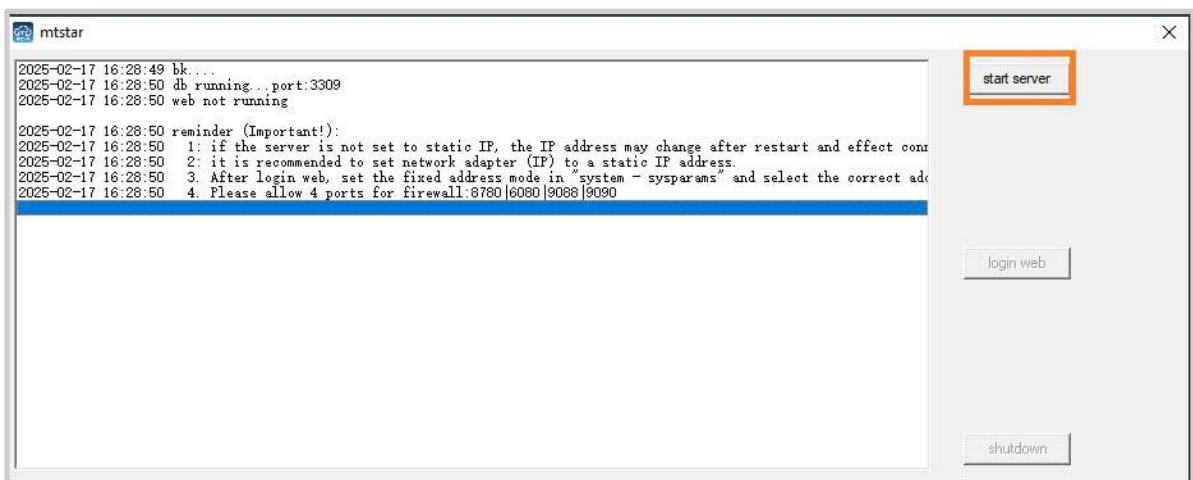 mtstar
2025-02-17 16:28:49 bk....
2025-02-17 16:28:50 db running...port:3309
2025-02-17 16:28:50 web not running
2025-02-17 16:28:50 reminder (Important!):
2025-02-17 16:28:50 1: if the server is not set to static IP, the IP address may change after restart and effect
2025-02-17 16:28:50 2: it is recommended to set network adapter (IP) to a static IP address.
2025-02-17 16:28:50 3. After login web, set the fixed address mode in "system - sysparams" and select the correct
2025-02-17 16:28:50 4. Please allow 4 ports for firewall:8780|6080|9088|9090
start server
login web
shutdown